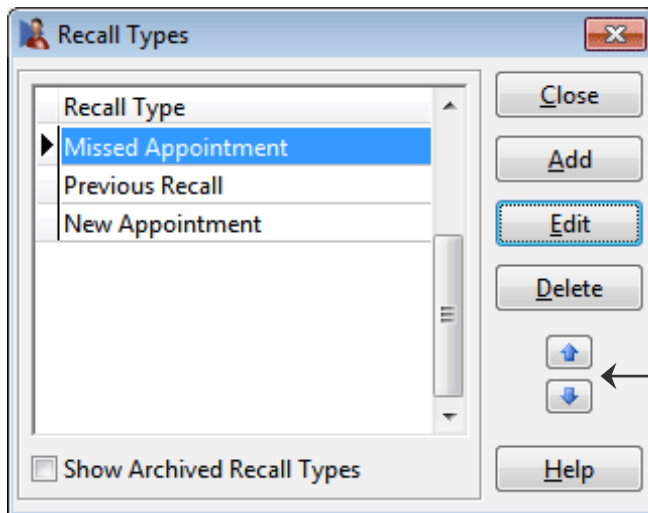 Recall Types
Recall Type
Missed Appointment
Previous Recall
New Appointment
Show Archived Recall Types
Close
Add
Edit
Delete
Help